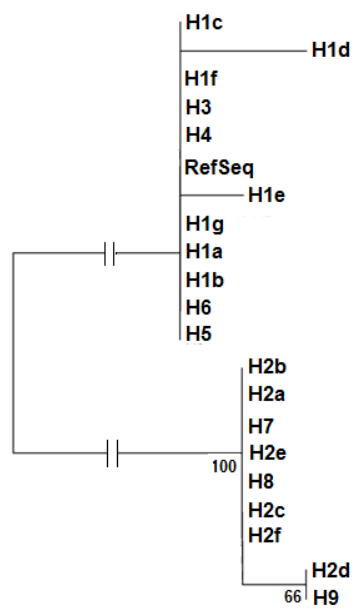 H1c
H1d
H1f
H3
H4
RefSeq
H1e
H1g
H1a
H1b
H6
H5
H2b
H2a
H7
H2e
100
H8
H2c
H2f
H2d
66 H9